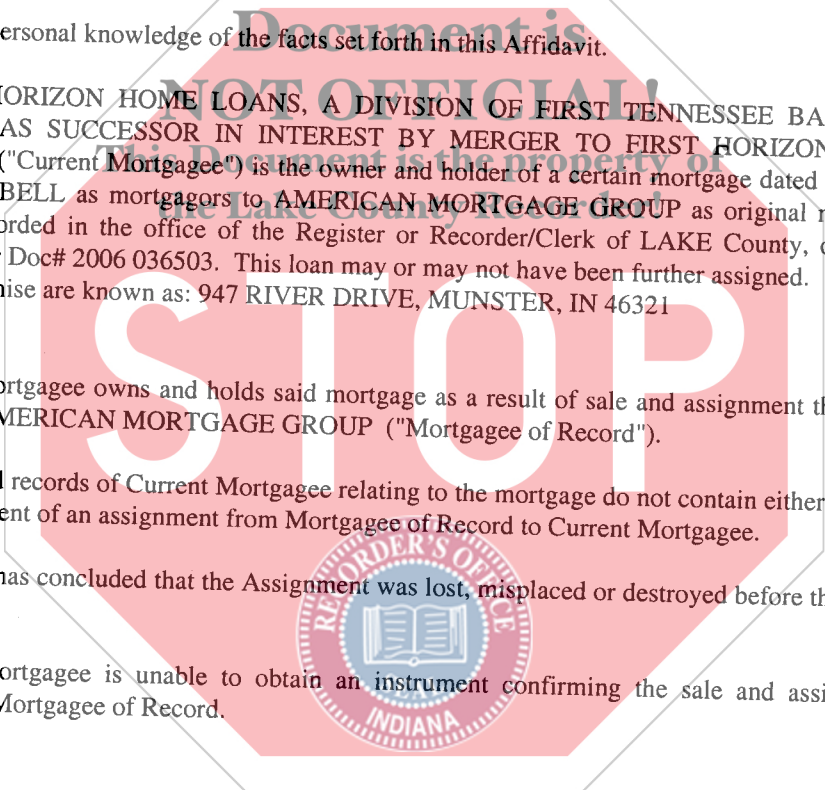 Document is
ersonal knowledge of the facts set forth in this Affidavit.
NOT OFFICIAL!
ORIZON HOME LOANS, A DIVISION OF FIRST TENNESSEE BA
AS SUCCESSOR IN INTEREST BY MERGER TO FIRST HORIZON
This Document is the property of
("Current Mortgagee") is the owner and holder of a certain mortgage dated
BELL as mortgagors to AMERICAN MORTGAGE GROUP as original
the Lake County Recorder!
orded in the office of the Register or Recorder/Clerk of LAKE County,
Doc# 2006 036503. This loan may or may not have been further assigned.
ise are known as: 947 RIVER DRIVE, MUNSTER, IN 46321
STOP
ortgagee owns and holds said mortgage as a result of sale and assignment th
MERICAN MORTGAGE GROUP ("Mortgagee of Record").
records of Current Mortgagee relating to the mortgage do not contain either
ent of an assignment from Mortgagee of Record to Current Mortgagee.
has concluded that the Assignment was lost, misplaced or destroyed before th
ortgagee is unable to obtain an instrument confirming the sale and assi
Mortgagee of Record.
RECORDER'S OFFICE
SEAL
INDIANA